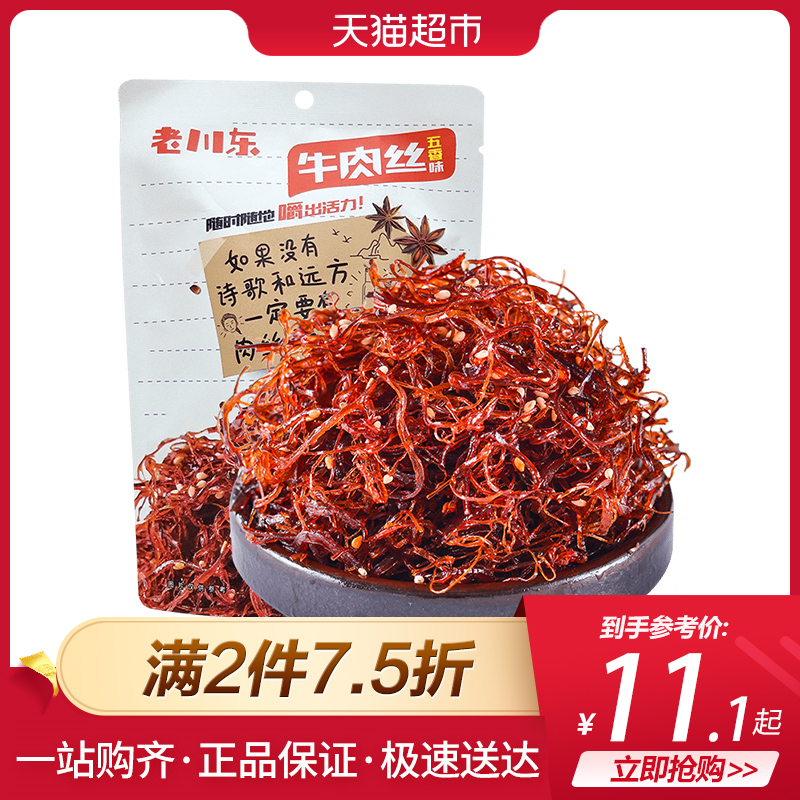 天猫超市
老川东
牛肉丝
五香味
随时随地 嚼出活力!
如果没有
诗歌和远方
一定要
肉
满2件7.5折
到手参考价:
¥11.1起
立即抢购>>
一站购齐·正品保证·极速送达